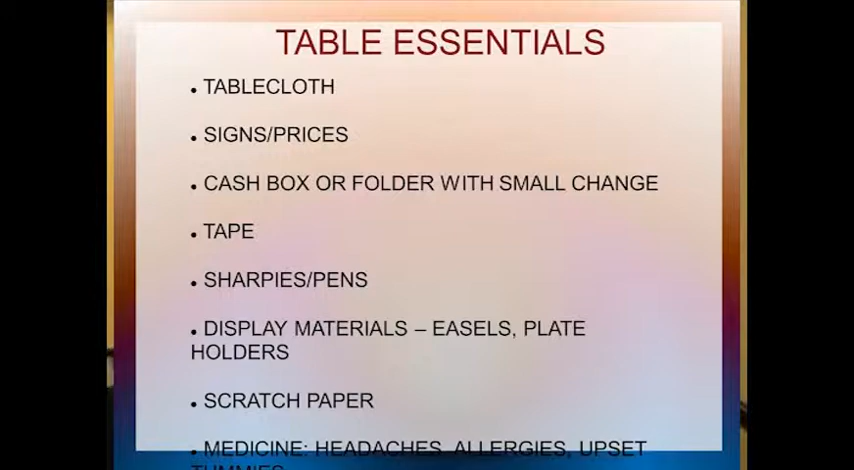 TABLE ESSENTIALS
• TABLECLOTH
• SIGNS/PRICES
• CASH BOX OR FOLDER WITH SMALL CHANGE
• TAPE
• SHARPIES/PENS
• DISPLAY MATERIALS – EASELS, PLATE
HOLDERS
• SCRATCH PAPER
• MEDICINE: HEADACHES, ALLERGIES, UPSET
TUMMIES